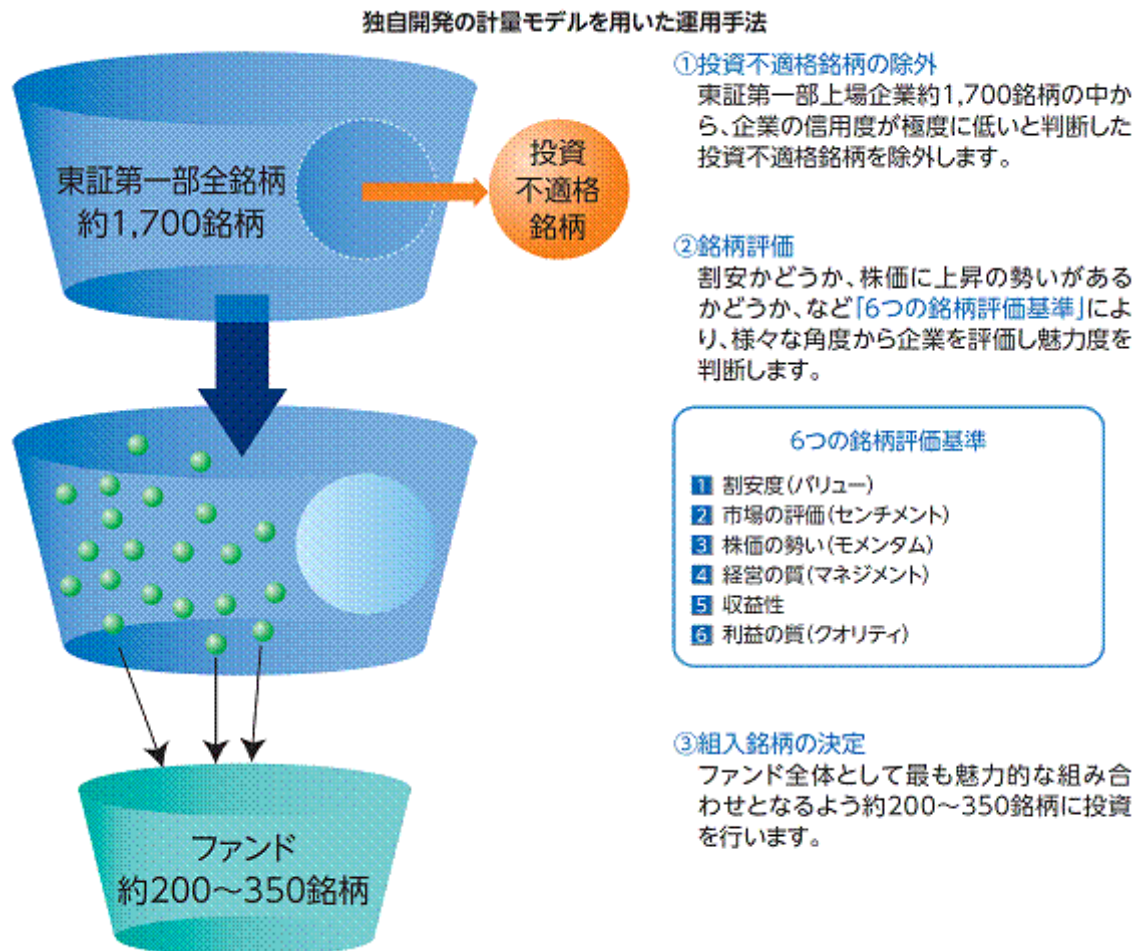 独自開発の計量モデルを用いた運用手法
東証第一部全銘柄
約1,700銘柄
投資
不適格
銘柄
①投資不適格銘柄の除外
東証第一部上場企業約1,700銘柄の中か
ら、企業の信用度が極度に低いと判断した
投資不適格銘柄を除外します。
②銘柄評価
割安かどうか、株価に上昇の勢いがある
かどうか、など「6つの銘柄評価基準」によ
り、様々な角度から企業を評価し魅力度を
判断します。
6つの銘柄評価基準
1 割安度(バリュー)
2 市場の評価(センチメント)
3 株価の勢い(モメンタム)
4 経営の質(マネジメント)
5 収益性
6 利益の質(クオリティ)
③組入銘柄の決定
ファンド全体として最も魅力的な組み合
わせとなるよう約200～350銘柄に投資
を行います。
ファンド
約200～350銘柄